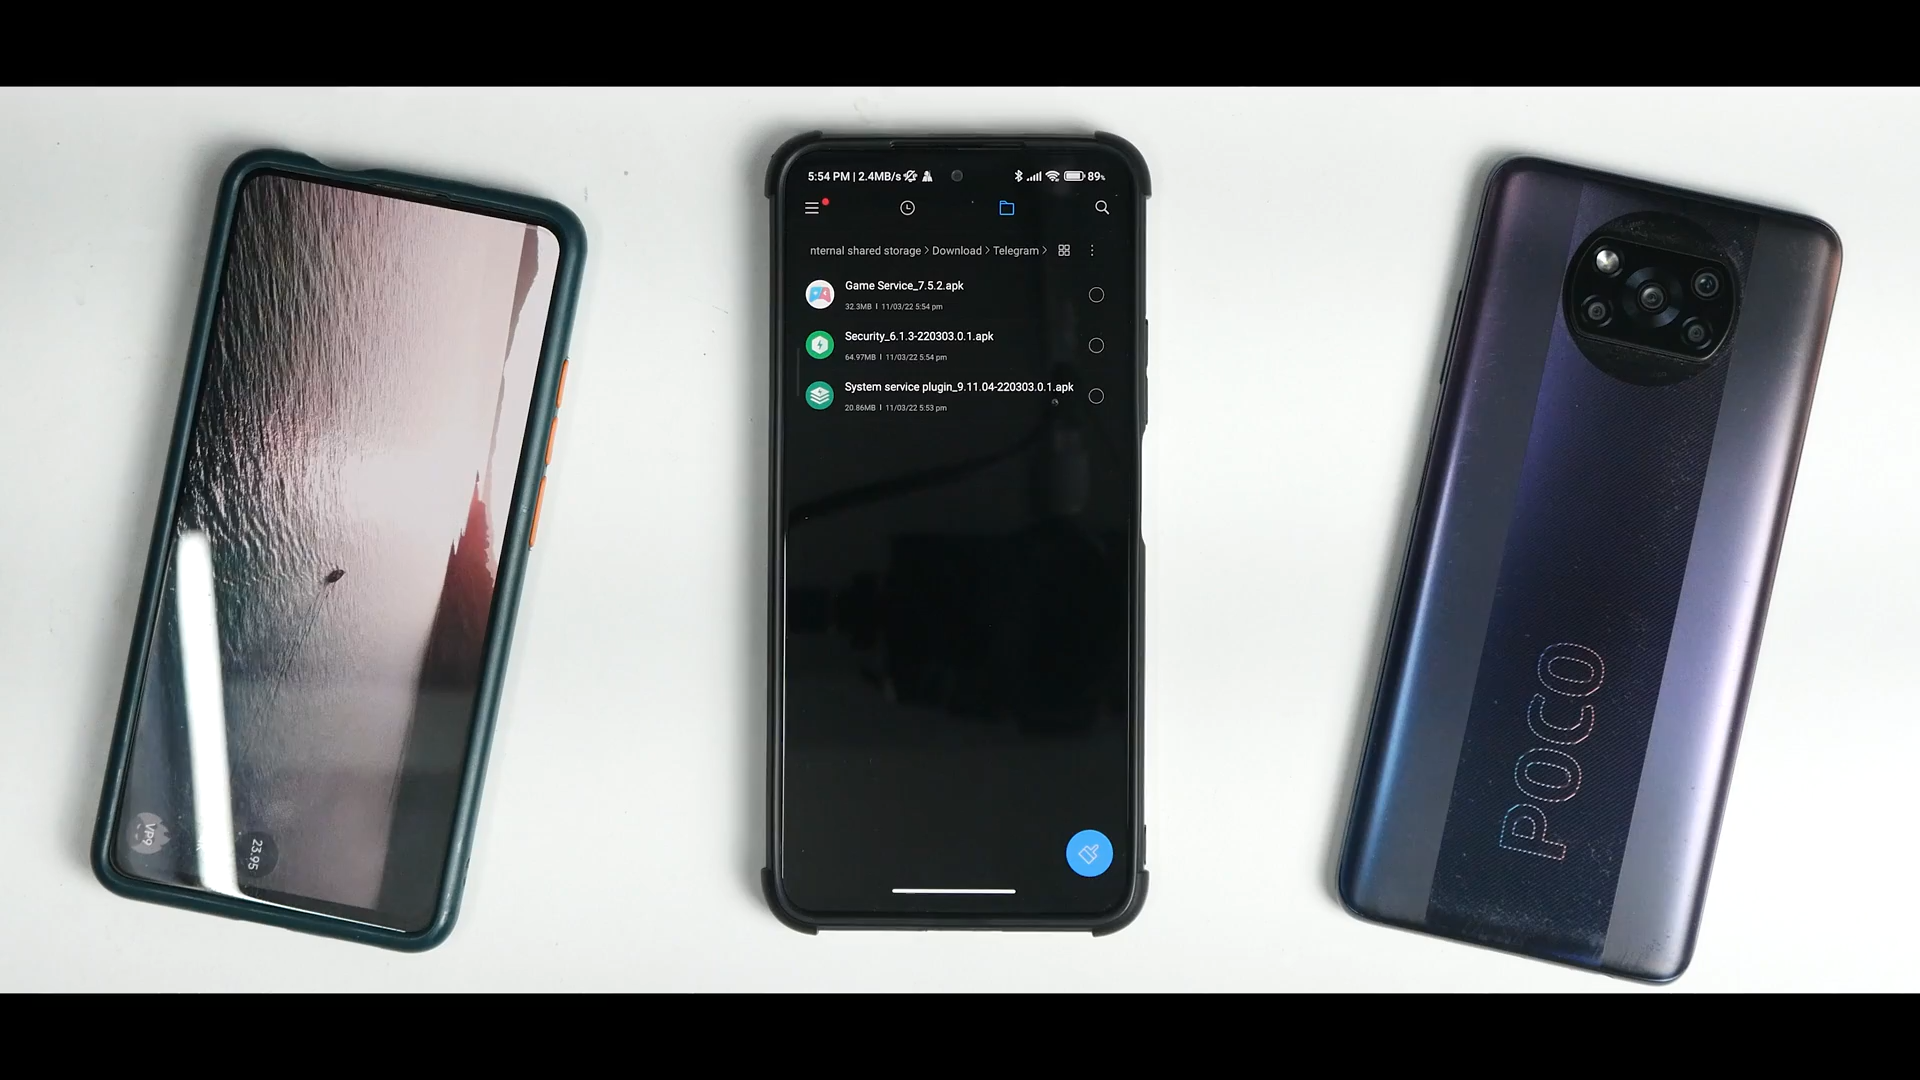 5:54 PM | 2.4MB/s
89%
nternal shared storage > Download > Telegram >
Game Service_7.5.2.apk
32.3MB | 11/03/22 5:54 pm
Security_6.1.3-220303.0.1.apk
64.97MB | 11/03/22 5:54 pm
System service plugin_9.11.04-220303.0.1.apk
20.86MB | 11/03/22 5:53 pm
VP9
23.95
POCO